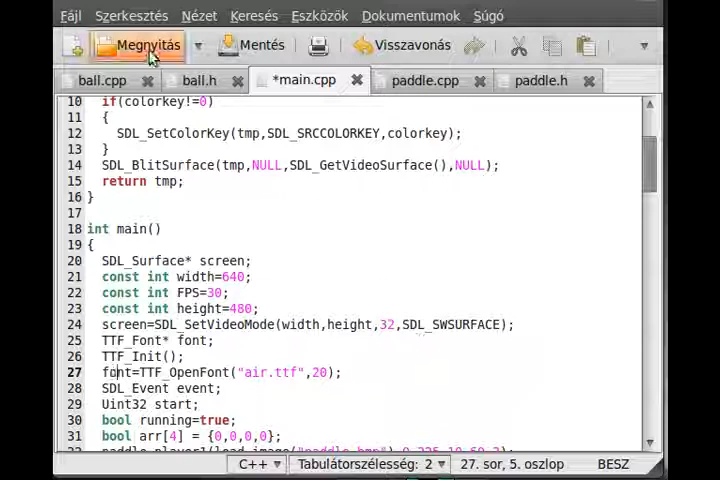 Fájl Szerkesztés Nézet Keresés Eszközök Dokumentumok Súgó
Megnyitás Mentés Visszavonás
ball.cpp ball.h *main.cpp paddle.cpp paddle.h
10 if(colorkey!=0)
11 {
12 SDL_SetColorKey(tmp,SDL_SRCCOLORKEY,colorkey);
13 }
14 SDL_BlitSurface(tmp,NULL,SDL_GetVideoSurface(),NULL);
15 return tmp;
16 }
17
18 int main()
19 {
20 SDL_Surface* screen;
21 const int width=640;
22 const int FPS=30;
23 const int height=480;
24 screen=SDL_SetVideoMode(width,height,32,SDL_SWSURFACE);
25 TTF_Font* font;
26 TTF_Init();
27 font=TTF_OpenFont("air.ttf",20);
28 SDL_Event event;
29 Uint32 start;
30 bool running=true;
31 bool arr[4] = {0,0,0,0};
C++ Tabulátorszélesség: 2 27. sor, 5. oszlop BESZ